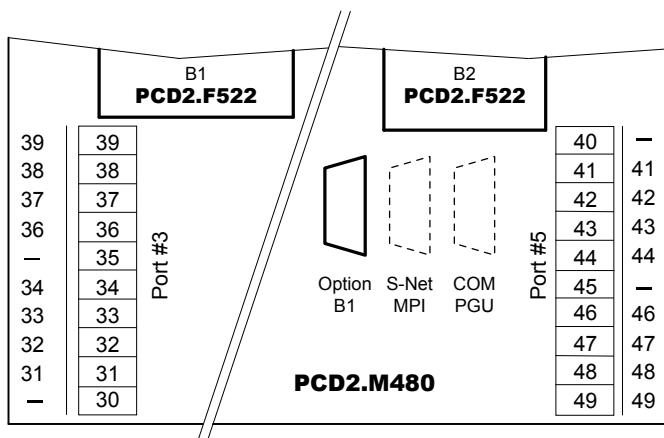 B1
PCD2.F522
B2
PCD2.F522
39 39
38 38
37 37
36 36
– 35
34 34
33 33
32 32
31 31
– 30
Port #3
Option
B1
S-Net
MPI
COM
PGU
PCD2.M480
Port #5
40 –
41 41
42 42
43 43
44 44
45 –
46 46
47 47
48 48
49 49